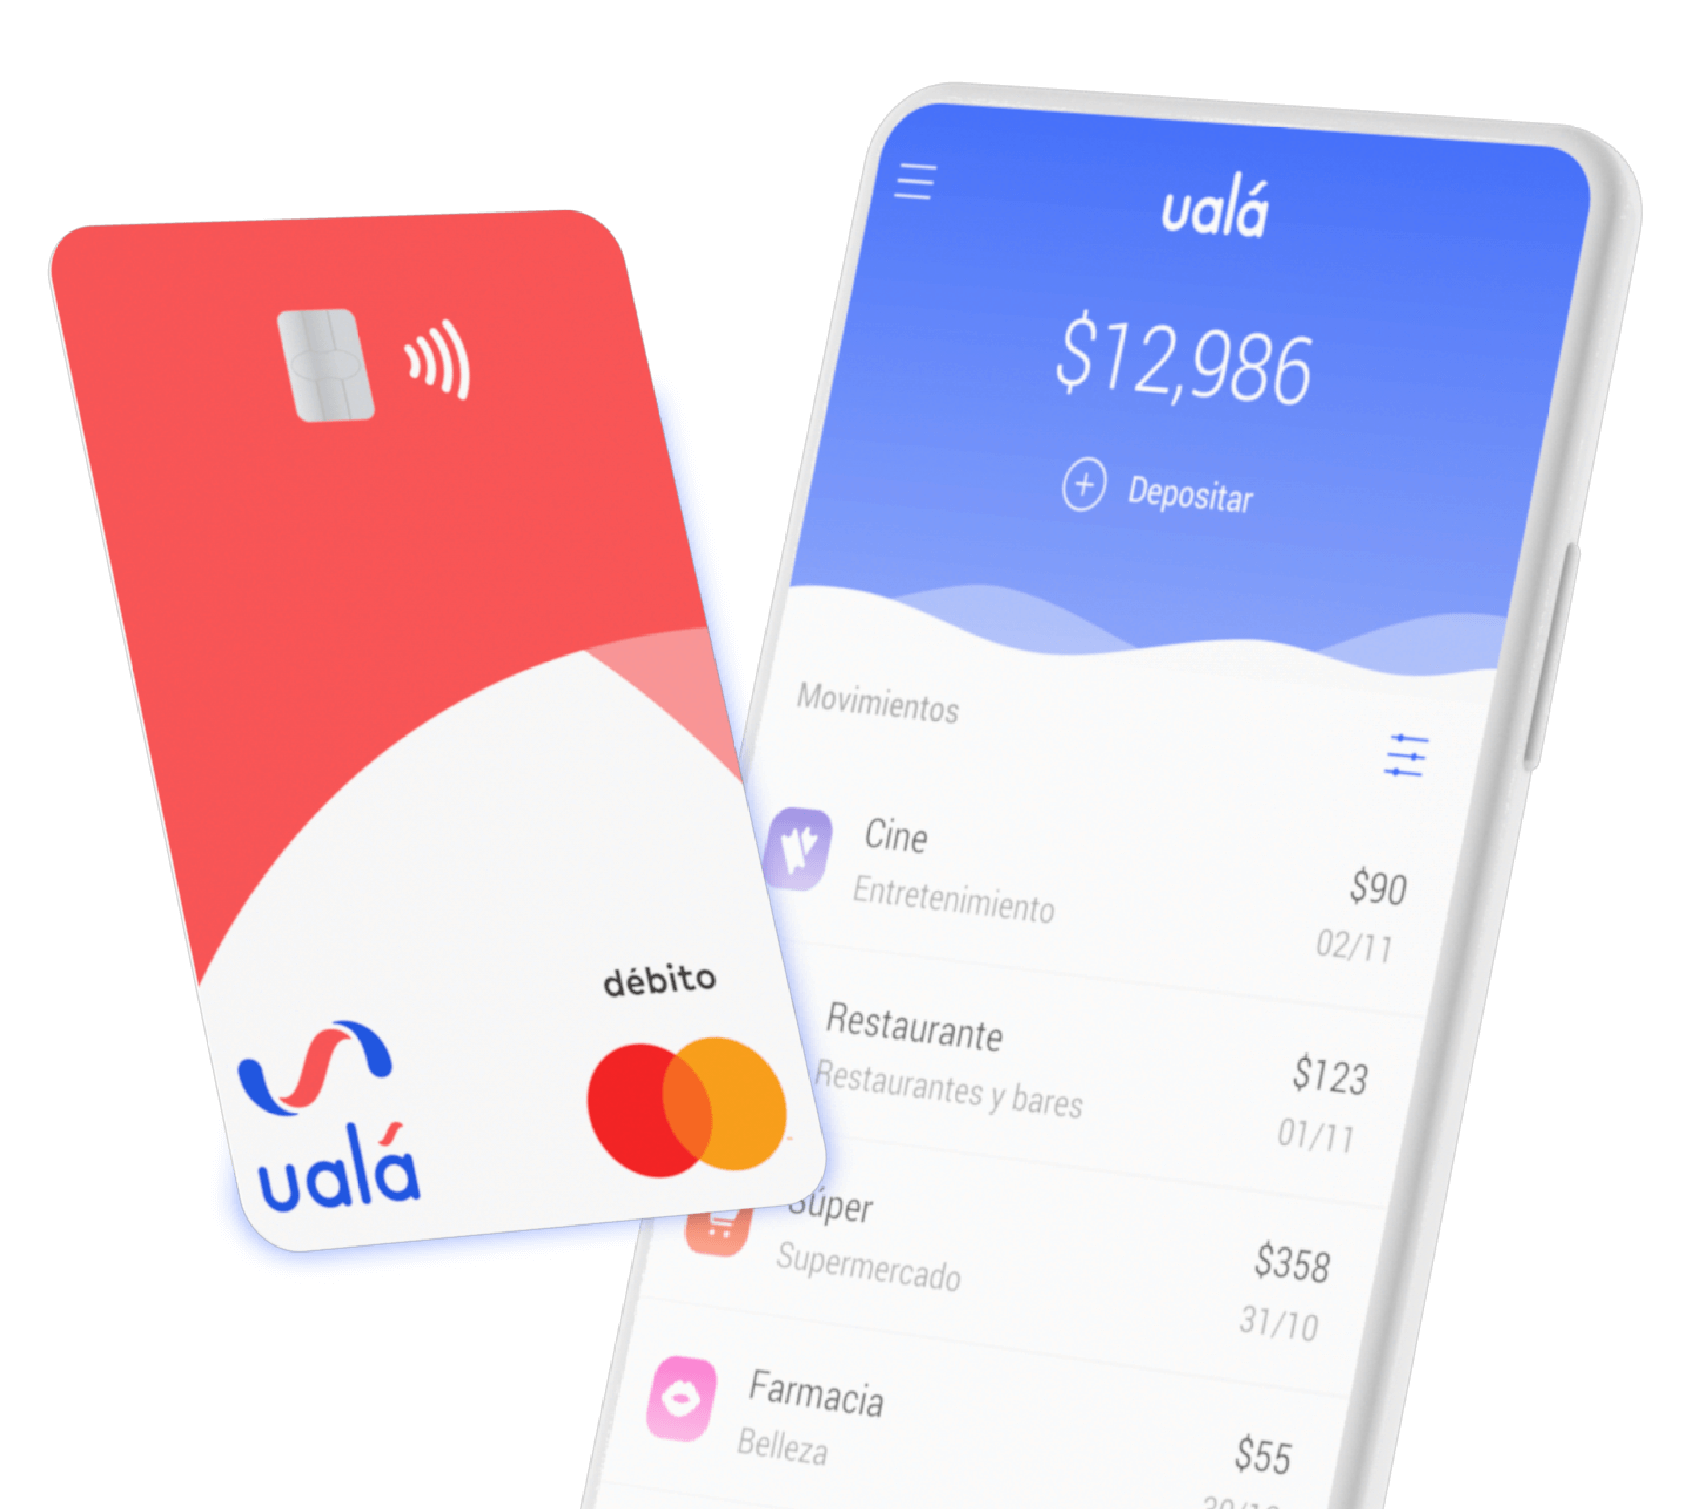 débito
ualá
ualá
$12,986
Depositar
Movimientos
Cine
$90
Entretenimiento
02/11
Restaurante
$123
Restaurantes y bares
01/11
Súper
$358
Supermercado
31/10
Farmacia
$55
Belleza